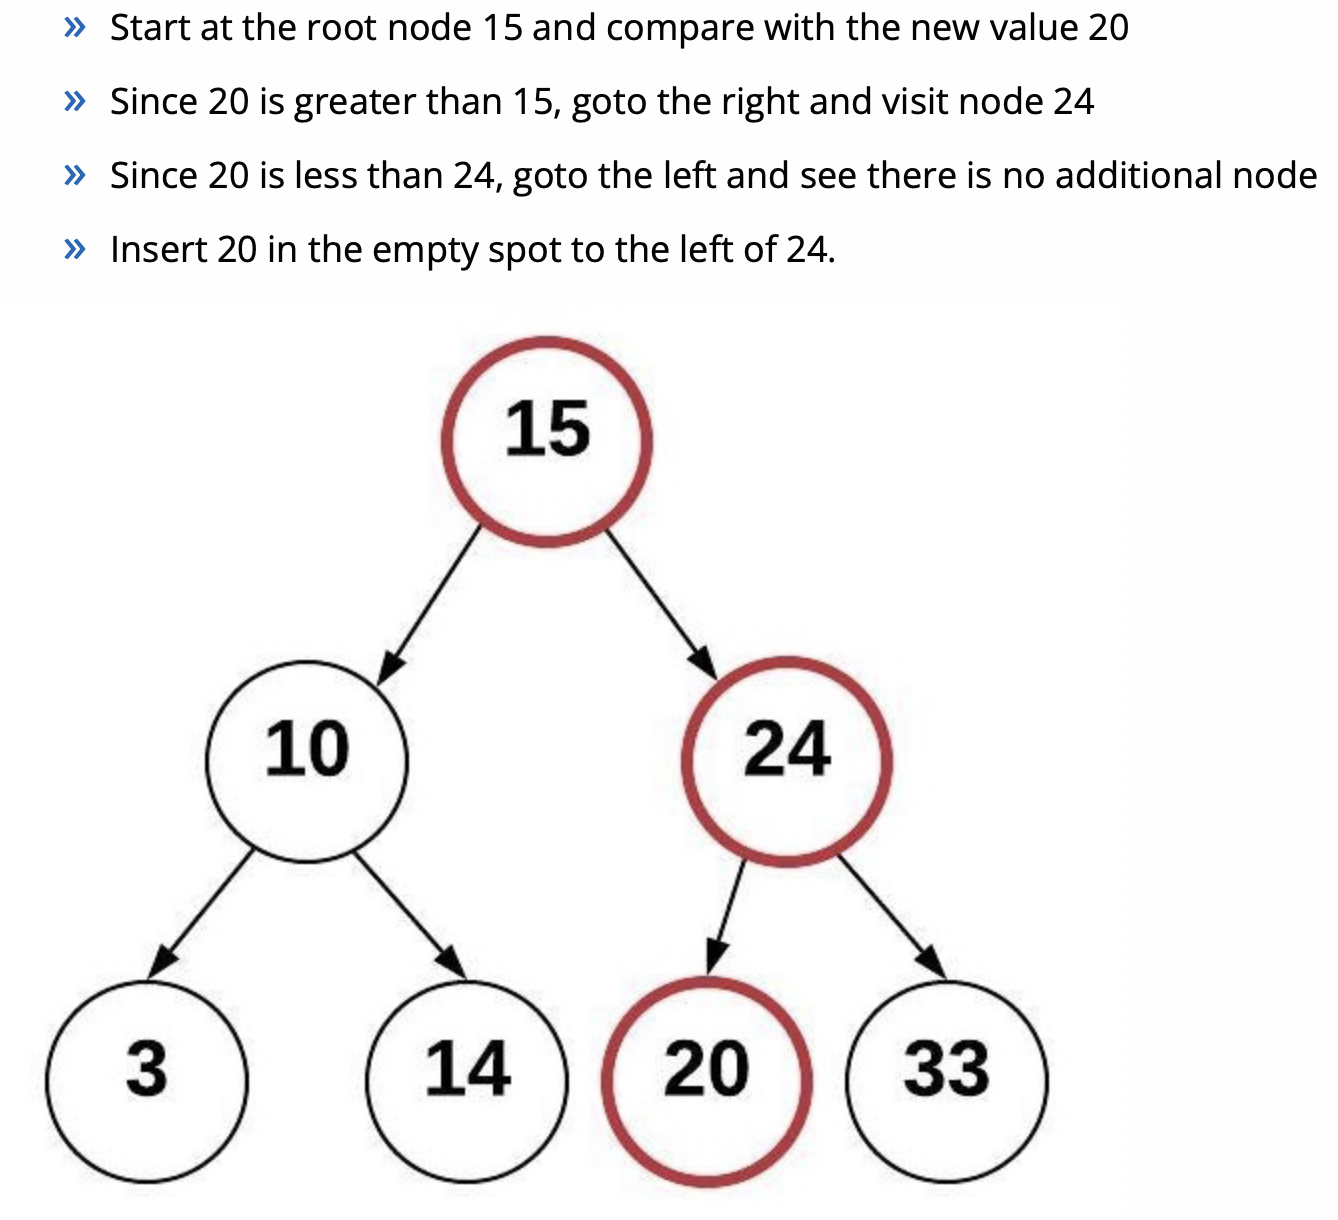 » Start at the root node 15 and compare with the new value 20
» Since 20 is greater than 15, goto the right and visit node 24
» Since 20 is less than 24, goto the left and see there is no additional node
» Insert 20 in the empty spot to the left of 24.
15
10 24
3 14 20 33